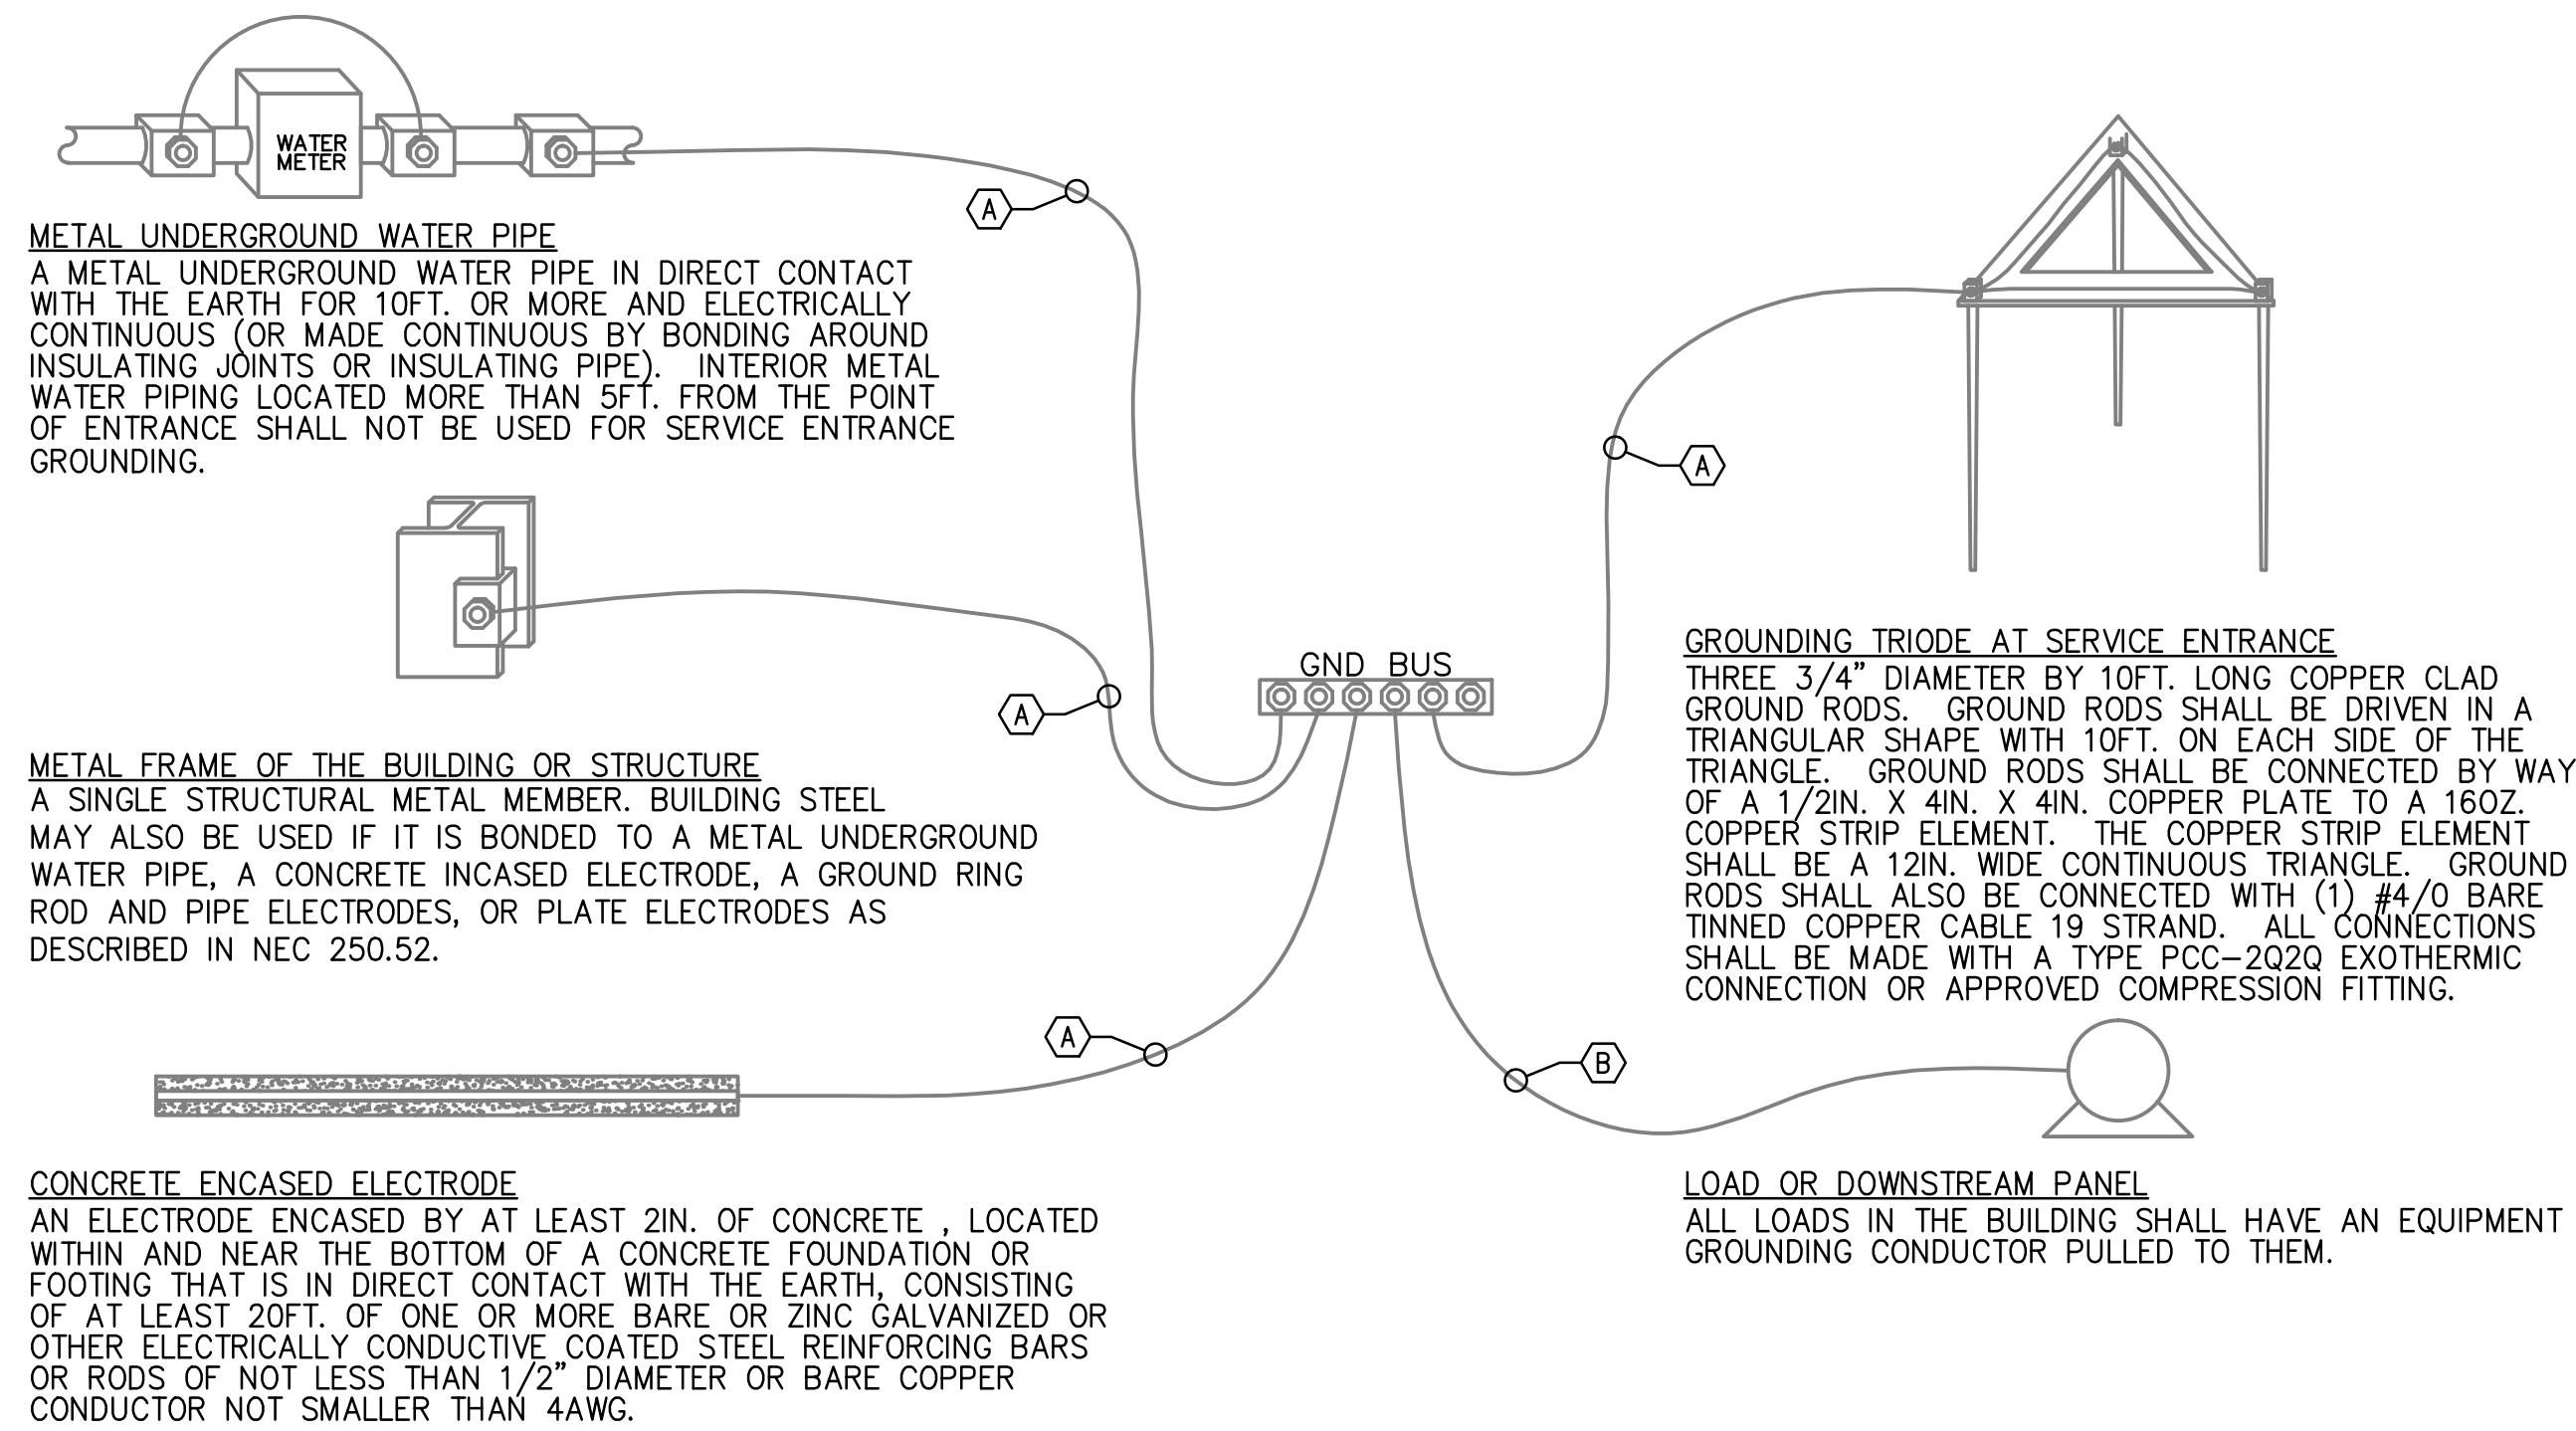 WATER
METER
A
METAL UNDERGROUND WATER PIPE
A METAL UNDERGROUND WATER PIPE IN DIRECT CONTACT
WITH THE EARTH FOR 10FT. OR MORE AND ELECTRICALLY
CONTINUOUS (OR MADE CONTINUOUS BY BONDING AROUND
INSULATING JOINTS OR INSULATING PIPE). INTERIOR METAL
WATER PIPING LOCATED MORE THAN 5FT. FROM THE POINT
OF ENTRANCE SHALL NOT BE USED FOR SERVICE ENTRANCE
GROUNDING.
A
A
GND BUS
METAL FRAME OF THE BUILDING OR STRUCTURE
A SINGLE STRUCTURAL METAL MEMBER. BUILDING STEEL
MAY ALSO BE USED IF IT IS BONDED TO A METAL UNDERGROUND
WATER PIPE, A CONCRETE INCASED ELECTRODE, A GROUND RING
ROD AND PIPE ELECTRODES, OR PLATE ELECTRODES AS
DESCRIBED IN NEC 250.52.
GROUNDING TRIODE AT SERVICE ENTRANCE
THREE 3/4" DIAMETER BY 10FT. LONG COPPER CLAD
GROUND RODS. GROUND RODS SHALL BE DRIVEN IN A
TRIANGULAR SHAPE WITH 10FT. ON EACH SIDE OF THE
TRIANGLE. GROUND RODS SHALL BE CONNECTED BY WAY
OF A 1/2IN. X 4IN. X 4IN. COPPER PLATE TO A 16OZ.
COPPER STRIP ELEMENT. THE COPPER STRIP ELEMENT
SHALL BE A 12IN. WIDE CONTINUOUS TRIANGLE. GROUND
RODS SHALL ALSO BE CONNECTED WITH (1) #4/0 BARE
TINNED COPPER CABLE 19 STRAND. ALL CONNECTIONS
SHALL BE MADE WITH A TYPE PCC-2Q2Q EXOTHERMIC
CONNECTION OR APPROVED COMPRESSION FITTING.
A
B
CONCRETE ENCASED ELECTRODE
AN ELECTRODE ENCASED BY AT LEAST 2IN. OF CONCRETE , LOCATED
WITHIN AND NEAR THE BOTTOM OF A CONCRETE FOUNDATION OR
FOOTING THAT IS IN DIRECT CONTACT WITH THE EARTH, CONSISTING
OF AT LEAST 20FT. OF ONE OR MORE BARE OR ZINC GALVANIZED OR
OTHER ELECTRICALLY CONDUCTIVE COATED STEEL REINFORCING BARS
OR RODS OF NOT LESS THAN 1/2" DIAMETER OR BARE COPPER
CONDUCTOR NOT SMALLER THAN 4AWG.
LOAD OR DOWNSTREAM PANEL
ALL LOADS IN THE BUILDING SHALL HAVE AN EQUIPMENT
GROUNDING CONDUCTOR PULLED TO THEM.